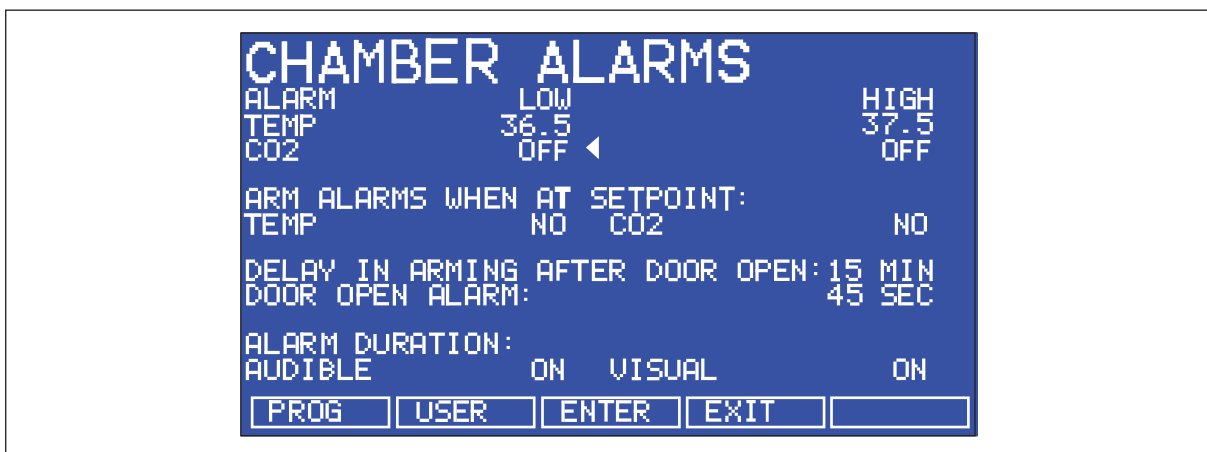 CHAMBER ALARMS
ALARM LOW HIGH
TEMP 36.5 37.5
CO2 OFF OFF
ARM ALARMS WHEN AT SETPOINT:
TEMP NO CO2 NO
DELAY IN ARMING AFTER DOOR OPEN:15 MIN
DOOR OPEN ALARM: 45 SEC
ALARM DURATION:
AUDIBLE ON VISUAL ON
PROG USER ENTER EXIT